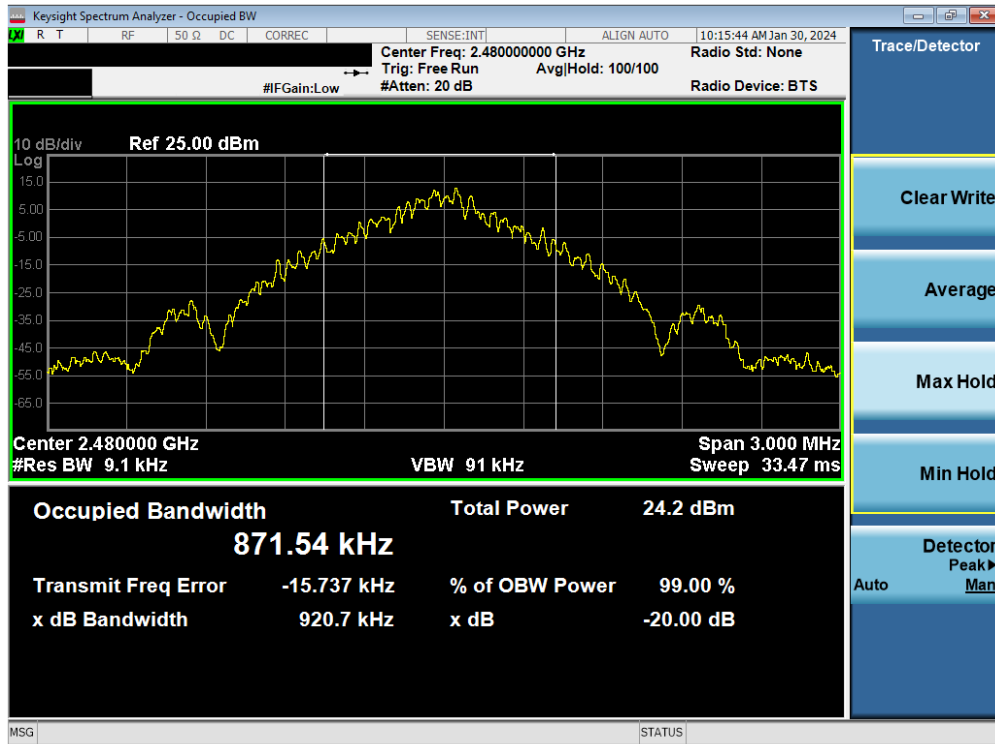 Keysight Spectrum Analyzer - Occupied BW
LXI R T RF 50 Ω DC CORREC SENSE:INT ALIGN AUTO 10:15:44 AM Jan 30, 2024
Center Freq: 2.480000000 GHz Radio Std: None
Trig: Free Run Avg|Hold: 100/100
#IFGain:Low #Atten: 20 dB Radio Device: BTS
Trace/Detector
10 dB/div Ref 25.00 dBm
Log
15.0
5.00
-5.00
-15.0
-25.0
-35.0
-45.0
-55.0
-65.0
Center 2.480000 GHz Span 3.000 MHz
#Res BW 9.1 kHz VBW 91 kHz Sweep 33.47 ms
Occupied Bandwidth Total Power 24.2 dBm
871.54 kHz
Transmit Freq Error -15.737 kHz % of OBW Power 99.00 %
x dB Bandwidth 920.7 kHz x dB -20.00 dB
Clear Write
Average
Max Hold
Min Hold
Detector
Peak▶
Auto Man
MSG STATUS